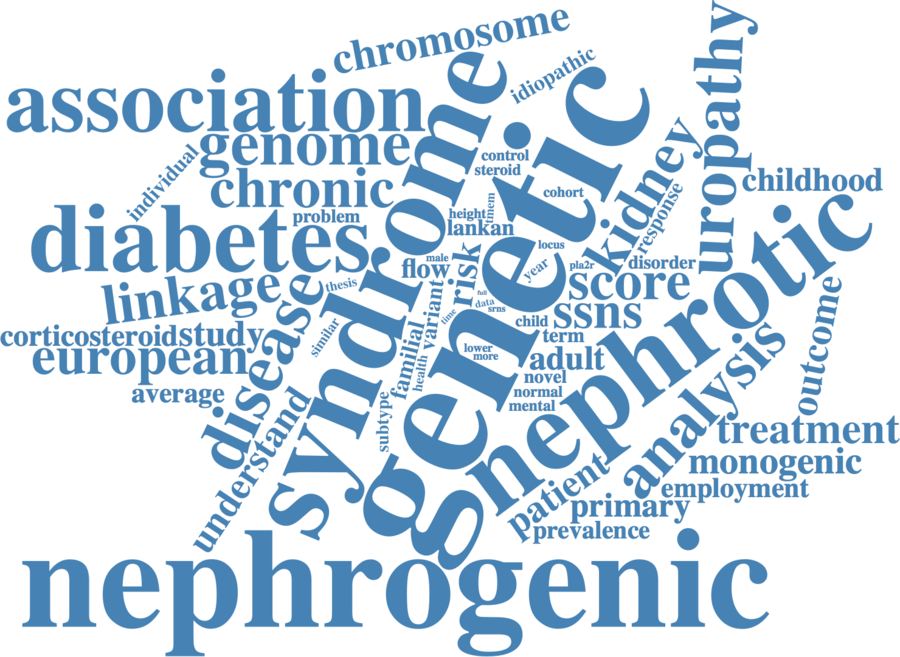 chromosome
idiopathic
uropathy
association
genome
individual
chronic
syndrome
genetic
control
steroid
cohort
kidney
response
childhood
problem
height
tmem
lankan
diabetes
male
flow
risk
locus
year
pla2r
disorder
score
nephrotic
linkage
thesis
disease
variant
full
data
srns
time
ssns
corticosteroid
study
similar
familial
child
term
outcome
european
health
lower
more
adult
novel
normal
mental
average
understand
subtype
analysis
treatment
monogenic
employment
patient
primary
prevalence
nephrogenic